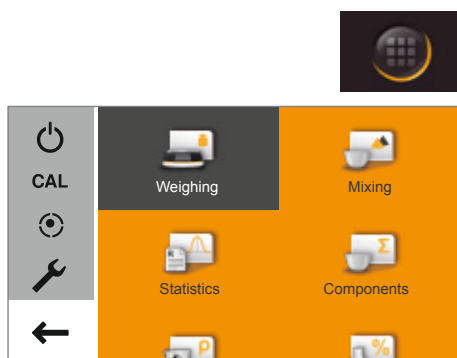 CAL
Weighing
Mixing
Σ
Statistics
Components
P
%